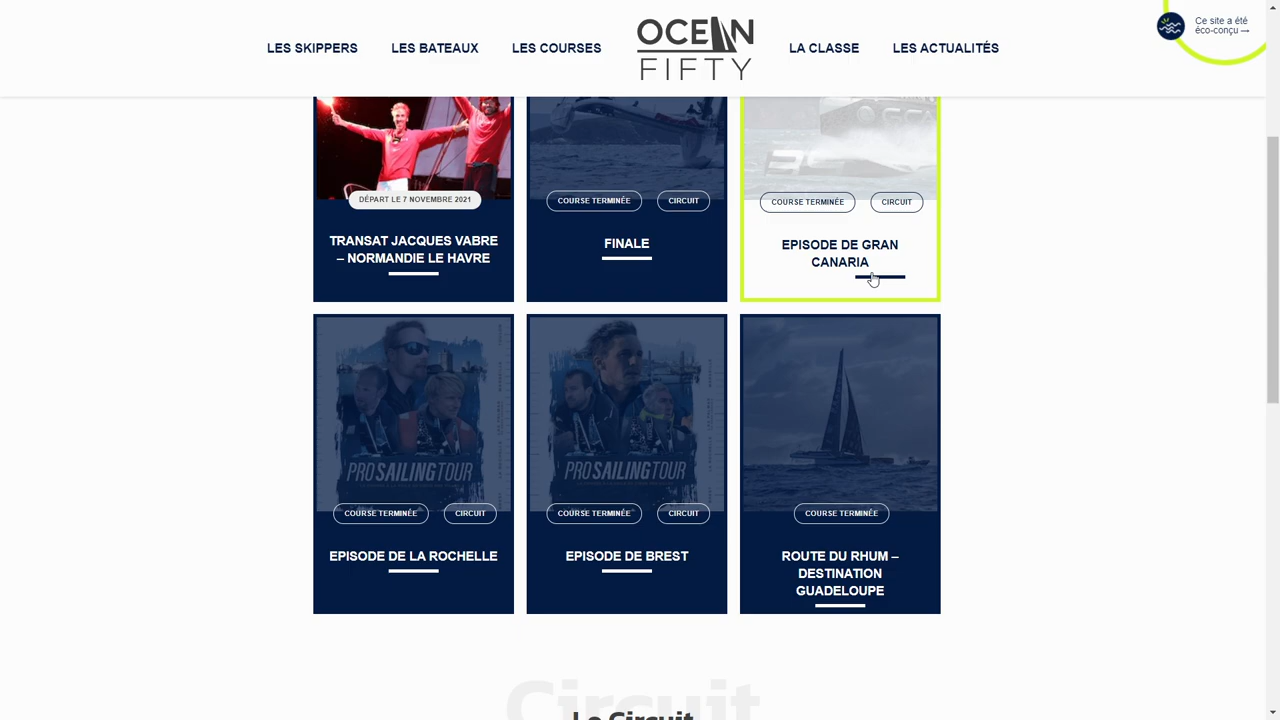 LES SKIPPERS
LES BATEAUX
LES COURSES
OCEAN
FIFTY
LA CLASSE
LES ACTUALITÉS
Ce site a été
éco-conçu →
DÉPART LE 7 NOVEMBRE 2021
TRANSAT JACQUES VABRE
– NORMANDIE LE HAVRE
COURSE TERMINÉE
CIRCUIT
FINALE
COURSE TERMINÉE
CIRCUIT
EPISODE DE GRAN
CANARIA
PRO SAILING TOUR
COURSE TERMINÉE
CIRCUIT
EPISODE DE LA ROCHELLE
PRO SAILING TOUR
COURSE TERMINÉE
CIRCUIT
EPISODE DE BREST
COURSE TERMINÉE
ROUTE DU RHUM –
DESTINATION
GUADELOUPE
Circuit
Le Circuit